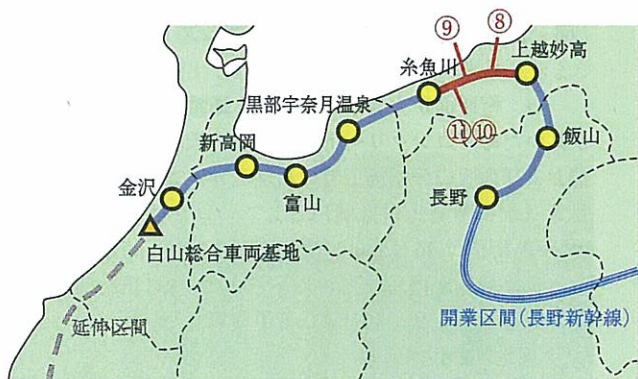 ⑨
⑧
上越妙高
糸魚川
黒部宇奈月温泉
⑪⑩
飯山
新高岡
長野
金沢
富山
白山総合車両基地
延伸区間
開業区間(長野新幹線)